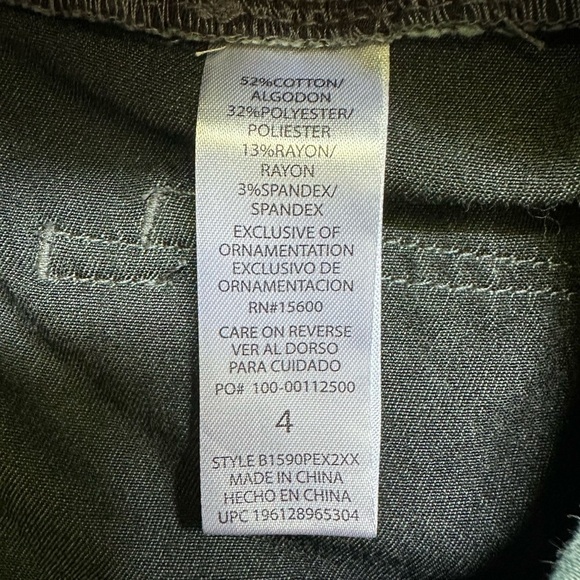 52%COTTON/
ALGODON
32%POLYESTER/
POLIESTER
13%RAYON/
RAYON
3%SPANDEX/
SPANDEX
EXCLUSIVE OF
ORNAMENTATION
EXCLUSIVO DE
ORNAMENTACION
RN#15600
CARE ON REVERSE
VER AL DORSO
PARA CUIDADO
PO# 100-00112500
4
STYLE B1590PEX2XX
MADE IN CHINA
HECHO EN CHINA
UPC 196128965304